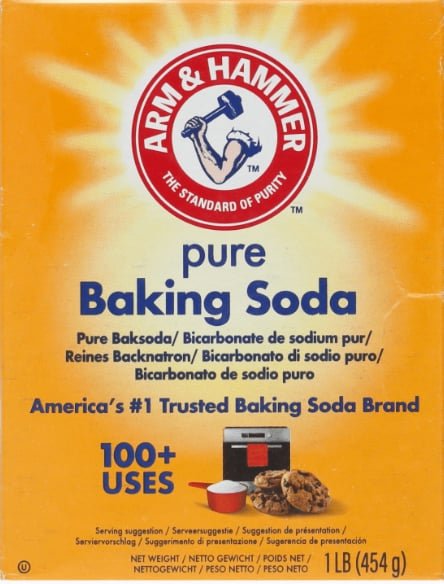 ARM & HAMMER
TM
THE STANDARD OF PURITY
TM
pure
Baking Soda
Pure Baksoda/ Bicarbonate de sodium pur/
Reines Backnatron/ Bicarbonato di sodio puro/
Bicarbonato de sodio puro
America's #1 Trusted Baking Soda Brand
100+
USES
Serving suggestion / Serveersuggestie / Suggestion de présentation /
Serviervorschlag / Suggerimento di presentazione / Sugerencia de presentación
NET WEIGHT / NETTO GEWICHT / POIDS NET /
NETTOGEWICHT / PESO NETTO / PESO NETO
1 LB (454 g)
U